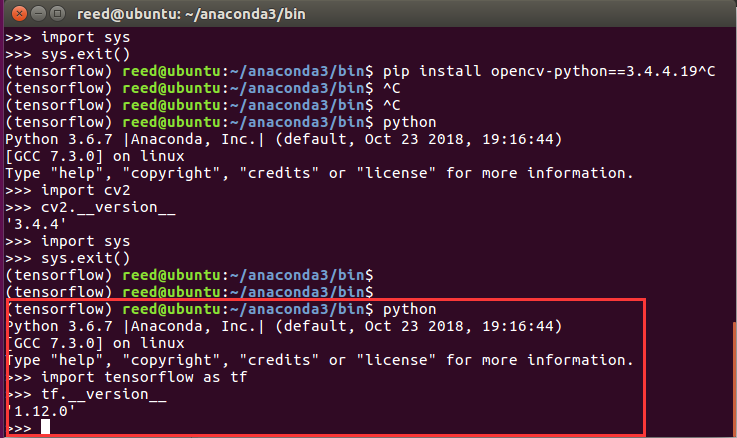 reed@ubuntu: ~/anaconda3/bin
>>> import sys
>>> sys.exit()
(tensorflow) reed@ubuntu:~/anaconda3/bin$ pip install opencv-python==3.4.4.19^C
(tensorflow) reed@ubuntu:~/anaconda3/bin$ ^C
(tensorflow) reed@ubuntu:~/anaconda3/bin$ ^C
(tensorflow) reed@ubuntu:~/anaconda3/bin$ python
Python 3.6.7 |Anaconda, Inc.| (default, Oct 23 2018, 19:16:44)
[GCC 7.3.0] on linux
Type "help", "copyright", "credits" or "license" for more information.
>>> import cv2
>>> cv2.__version__
'3.4.4'
>>> import sys
>>> sys.exit()
(tensorflow) reed@ubuntu:~/anaconda3/bin$
(tensorflow) reed@ubuntu:~/anaconda3/bin$
(tensorflow) reed@ubuntu:~/anaconda3/bin$ python
Python 3.6.7 |Anaconda, Inc.| (default, Oct 23 2018, 19:16:44)
[GCC 7.3.0] on linux
Type "help", "copyright", "credits" or "license" for more information.
>>> import tensorflow as tf
>>> tf.__version__
'1.12.0'
>>>